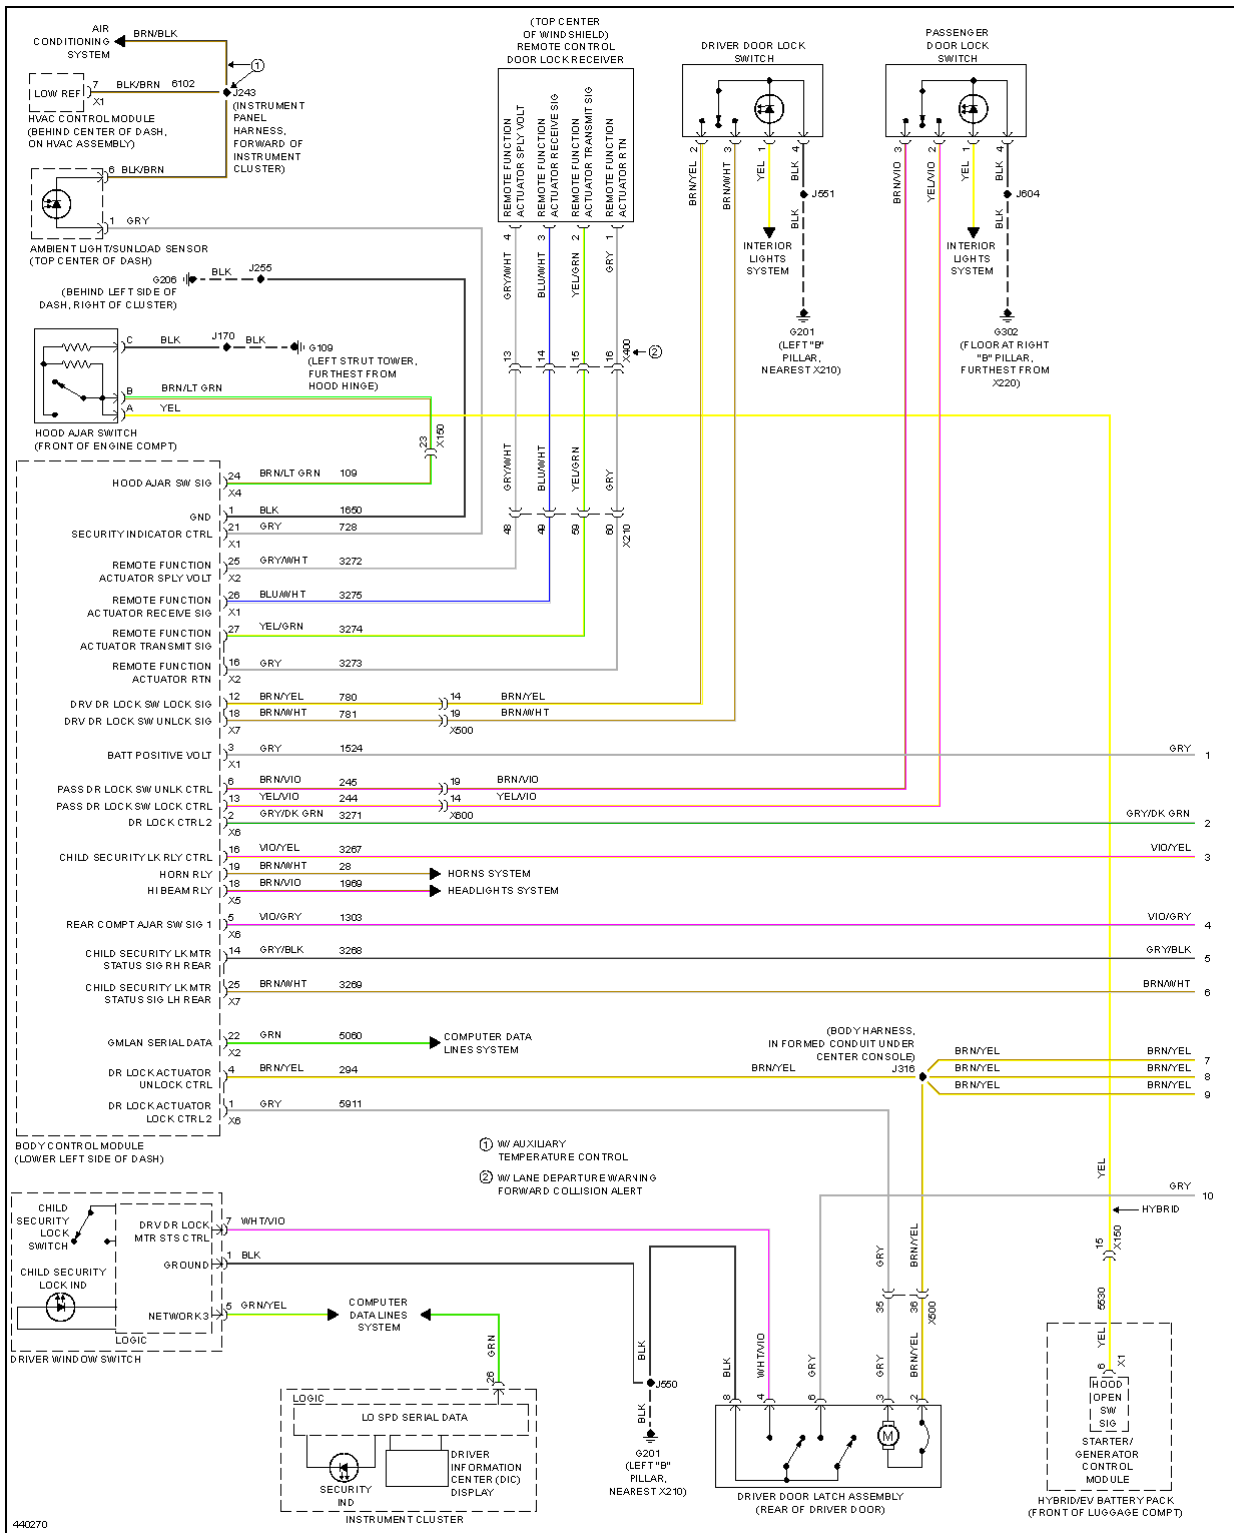 AIR
CONDITIONING
SYSTEM
BRN/BLK
1
LOW REF
7
X1
BLK/BRN
6102
J243
(INSTRUMENT
PANEL
HARNESS,
FORWARD OF
INSTRUMENT
CLUSTER)
HVAC CONTROL MODULE
(BEHIND CENTER OF DASH,
ON HVAC ASSEMBLY)
6
BLK/BRN
1
GRY
AMBIENT LIGHT/SUNLOAD SENSOR
(TOP CENTER OF DASH)
G206
BLK
J255
(BEHIND LEFT SIDE OF
DASH, RIGHT OF CLUSTER)
C
BLK
J170
BLK
G109
(LEFT STRUT TOWER,
FURTHEST FROM
HOOD HINGE)
B
BRN/LT GRN
A
YEL
HOOD AJAR SWITCH
(FRONT OF ENGINE COMPT)
23
X150
(TOP CENTER
OF WINDSHIELD)
REMOTE CONTROL
DOOR LOCK RECEIVER
REMOTE FUNCTION
ACTUATOR SPLY VOLT
REMOTE FUNCTION
ACTUATOR RECEIVE SIG
REMOTE FUNCTION
ACTUATOR TRANSMIT SIG
REMOTE FUNCTION
ACTUATOR RTN
4
3
2
1
GRY/WHT
BLU/WHT
YEL/GRN
GRY
13
14
15
16
X400
2
GRY/WHT
BLU/WHT
YEL/GRN
GRY
48
49
59
60
X210
DRIVER DOOR LOCK
SWITCH
2
3
1
4
BRN/YEL
BRN/WHT
YEL
BLK
J551
BLK
INTERIOR
LIGHTS
SYSTEM
G201
(LEFT "B"
PILLAR,
NEAREST X210)
PASSENGER
DOOR LOCK
SWITCH
3
2
1
4
BRN/VIO
YEL/VIO
YEL
BLK
J604
BLK
INTERIOR
LIGHTS
SYSTEM
G302
(FLOOR AT RIGHT
"B" PILLAR,
FURTHEST FROM
X220)
HOOD AJAR SW SIG
24
X4
BRN/LT GRN
109
GND
1
BLK
1650
SECURITY INDICATOR CTRL
21
X1
GRY
728
REMOTE FUNCTION
ACTUATOR SPLY VOLT
25
X2
GRY/WHT
3272
REMOTE FUNCTION
ACTUATOR RECEIVE SIG
26
X1
BLU/WHT
3275
REMOTE FUNCTION
ACTUATOR TRANSMIT SIG
27
YEL/GRN
3274
REMOTE FUNCTION
ACTUATOR RTN
16
X2
GRY
3273
DRV DR LOCK SW LOCK SIG
12
BRN/YEL
780
14
BRN/YEL
DRV DR LOCK SW UNLCK SIG
18
X7
BRN/WHT
781
19
X500
BRN/WHT
BATT POSITIVE VOLT
3
X1
GRY
1524
GRY
1
PASS DR LOCK SW UNLK CTRL
6
BRN/VIO
245
19
BRN/VIO
PASS DR LOCK SW LOCK CTRL
13
YEL/VIO
244
14
X600
YEL/VIO
DR LOCK CTRL2
2
X6
GRY/DK GRN
3271
GRY/DK GRN
2
CHILD SECURITY LK RLY CTRL
16
VIO/YEL
3267
VIO/YEL
3
HORN RLY
19
BRN/WHT
28
HORNS SYSTEM
HI BEAM RLY
18
X5
BRN/VIO
1969
HEADLIGHTS SYSTEM
REAR COMPT AJAR SW SIG 1
5
X6
VIO/GRY
1303
VIO/GRY
4
CHILD SECURITY LK MTR
STATUS SIG RH REAR
14
GRY/BLK
3268
GRY/BLK
5
CHILD SECURITY LK MTR
STATUS SIG LH REAR
25
X7
BRN/WHT
3269
BRN/WHT
6
GMLAN SERIAL DATA
22
X2
GRN
5060
COMPUTER DATA
LINES SYSTEM
(BODY HARNESS,
IN FORMED CONDUIT UNDER
CENTER CONSOLE)
J316
BRN/YEL
BRN/YEL
7
DR LOCK ACTUATOR
UNLOCK CTRL
4
BRN/YEL
294
BRN/YEL
BRN/YEL
BRN/YEL
8
BRN/YEL
BRN/YEL
9
DR LOCK ACTUATOR
LOCK CTRL2
1
X6
GRY
5911
BODY CONTROL MODULE
(LOWER LEFT SIDE OF DASH)
1 W/ AUXILIARY
TEMPERATURE CONTROL
2 W/ LANE DEPARTURE WARNING
FORWARD COLLISION ALERT
YEL
GRY
10
HYBRID
CHILD
SECURITY
LOCK
SWITCH
DRV DR LOCK
MTR STS CTRL
7
WHT/VIO
GROUND
1
BLK
CHILD SECURITY
LOCK IND
NETWORK 3
5
GRN/YEL
COMPUTER
DATA LINES
SYSTEM
LOGIC
DRIVER WINDOW SWITCH
GRN
26
LOGIC
LO SPD SERIAL DATA
SECURITY
IND
DRIVER
INFORMATION
CENTER (DIC)
DISPLAY
INSTRUMENT CLUSTER
BLK
J550
BLK
G201
(LEFT "B"
PILLAR,
NEAREST X210)
GRY
BRN/YEL
35
36
X500
BLK
WHT/VIO
GRY
GRY
BRN/YEL
8
4
6
3
2
M
DRIVER DOOR LATCH ASSEMBLY
(REAR OF DRIVER DOOR)
15
X150
5530
YEL
6
X1
HOOD
OPEN
SW
SIG
STARTER/
GENERATOR
CONTROL
MODULE
HYBRID/EV BATTERY PACK
(FRONT OF LUGGAGE COMPT)
440270